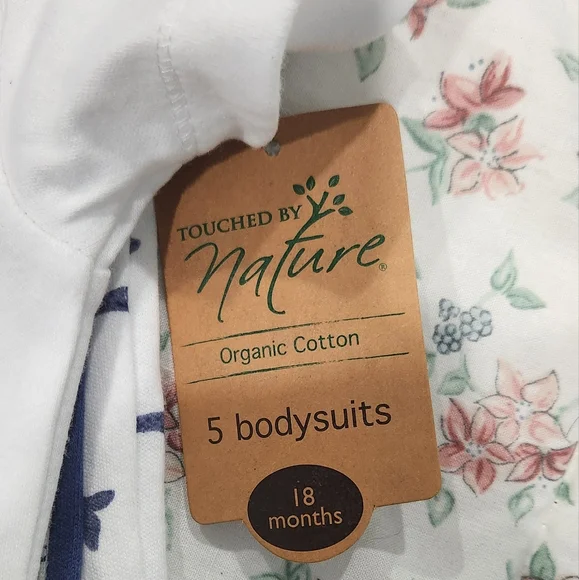 TOUCHED BY
Nature®
Organic Cotton
5 bodysuits
18
months